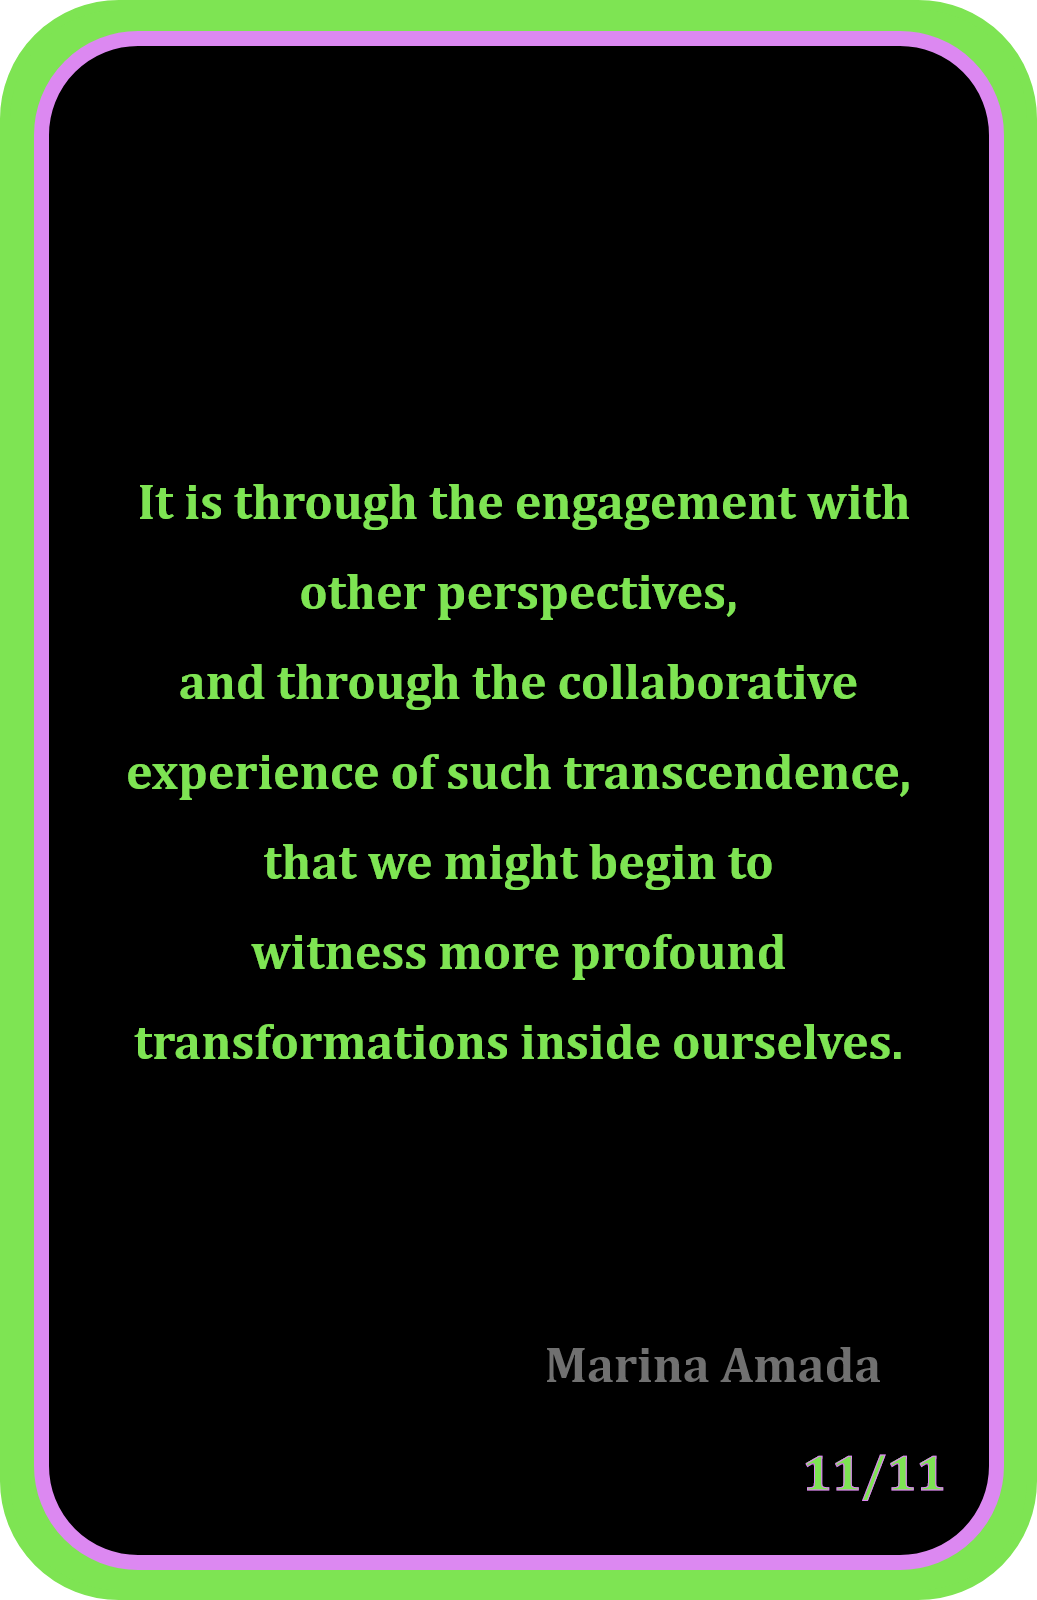 It is through the engagement with
other perspectives,
and through the collaborative
experience of such transcendence,
that we might begin to
witness more profound
transformations inside ourselves.
Marina Amada
11/11